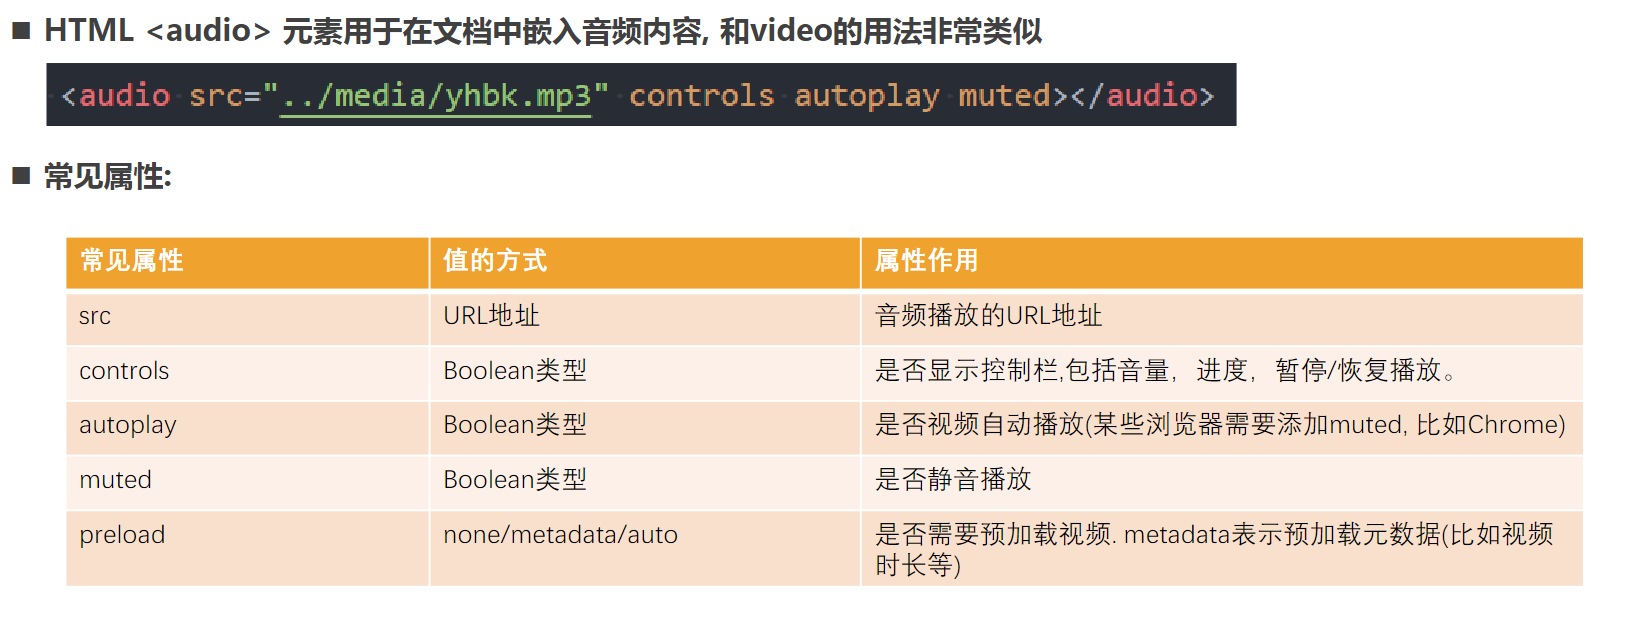 HTML <audio> 元素用于在文档中嵌入音频内容, 和video的用法非常类似
<audio src="../media/yhbk.mp3" controls autoplay muted></audio>
常见属性:
常见属性 值的方式 属性作用
src URL地址 音频播放的URL地址
controls Boolean类型 是否显示控制栏,包括音量，进度，暂停/恢复播放。
autoplay Boolean类型 是否视频自动播放(某些浏览器需要添加muted, 比如Chrome)
muted Boolean类型 是否静音播放
preload none/metadata/auto 是否需要预加载视频. metadata表示预加载元数据(比如视频
时长等)